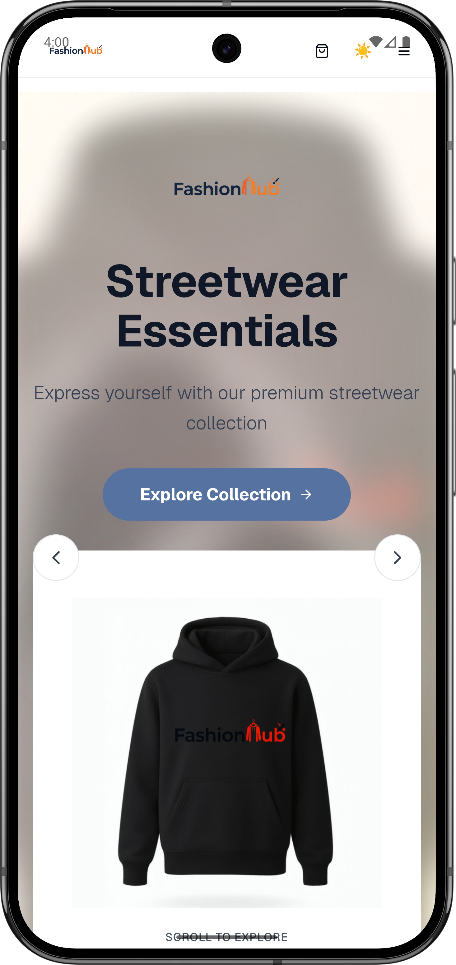 4:00
FashionHub
FashionHub
Streetwear
Essentials
Express yourself with our premium streetwear
collection
Explore Collection →
FashionHub
SCROLL TO EXPLORE